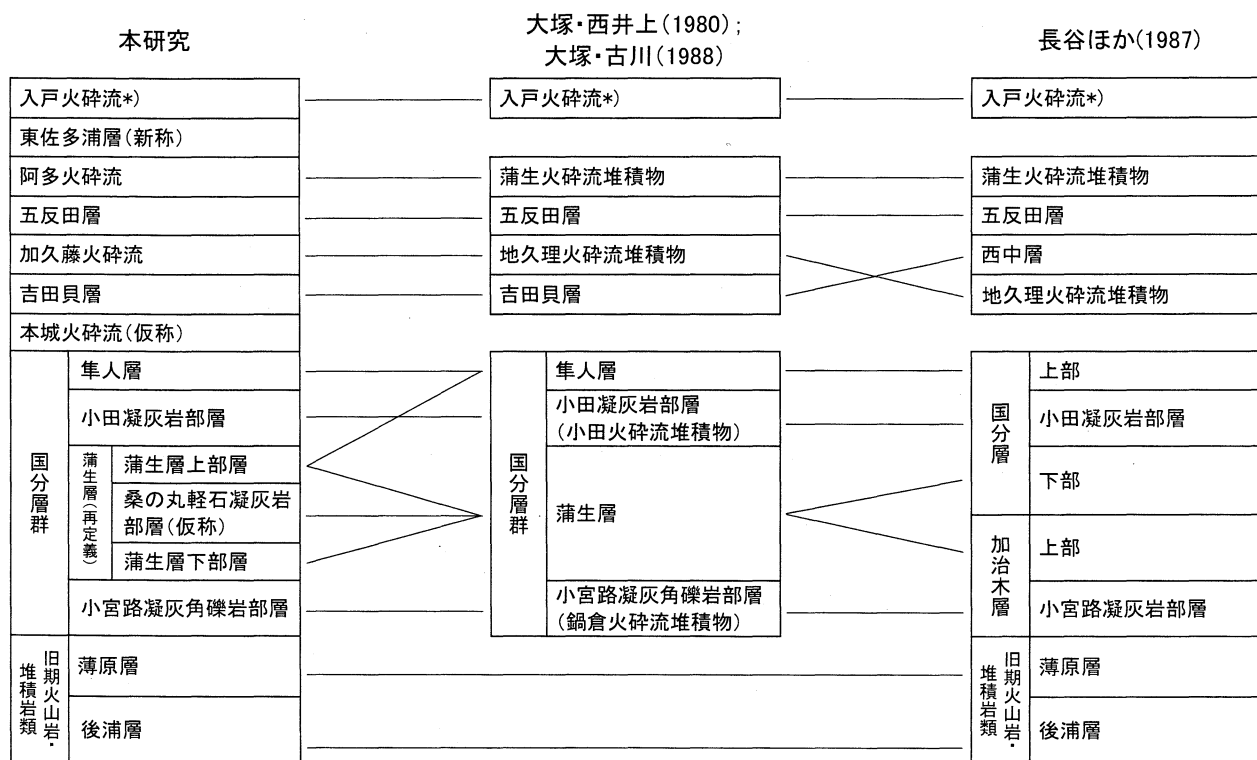 本研究
入戸火砕流*)
東佐多浦層(新称)
阿多火砕流
五反田層
加久藤火砕流
吉田貝層
本城火砕流(仮称)
国分層群
隼人層
小田凝灰岩部層
蒲生層(再定義)
蒲生層上部層
桑の丸軽石凝灰岩
部層(仮称)
蒲生層下部層
小宮路凝灰角礫岩部層
旧期火山岩・
堆積岩類
薄原層
後浦層
大塚・西井上(1980);
大塚・古川(1988)
入戸火砕流*)
蒲生火砕流堆積物
五反田層
地久理火砕流堆積物
吉田貝層
国分層群
隼人層
小田凝灰岩部層
(小田火砕流堆積物)
蒲生層
小宮路凝灰角礫岩部層
(鍋倉火砕流堆積物)
長谷ほか(1987)
入戸火砕流*)
蒲生火砕流堆積物
五反田層
西中層
地久理火砕流堆積物
国分層
上部
小田凝灰岩部層
下部
加治木層
上部
小宮路凝灰岩部層
旧期火山岩・
堆積岩類
薄原層
後浦層